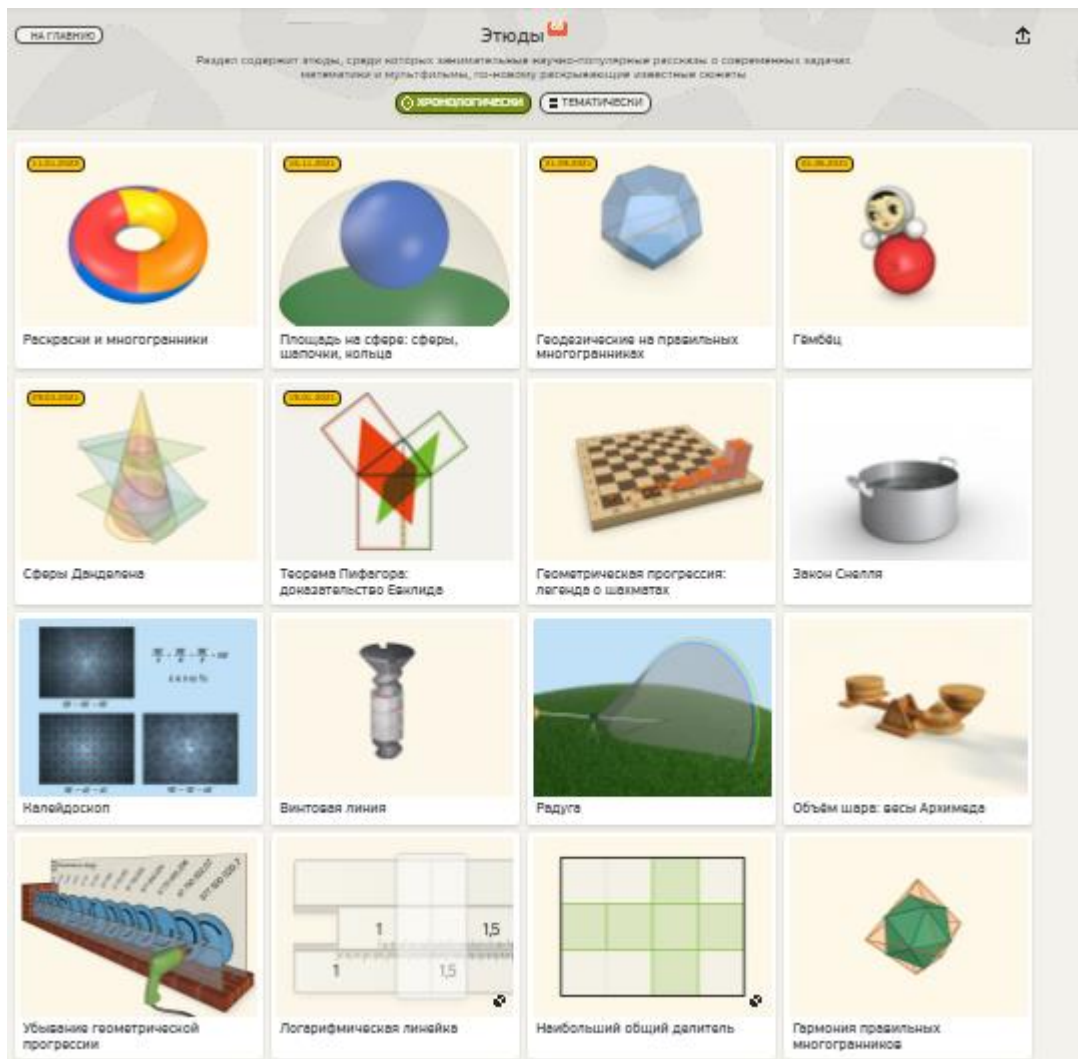 НА ГЛАВНУЮ
Этюды
Раздел содержит этюды, среди которых занимательные научно-популярные рассказы о современных задачах
математики и мультфильмы, по-новому раскрывающие известные сюжеты
ХРОНОЛОГИЧЕСКИ
ТЕМАТИЧЕСКИ
Раскраски и многогранники
Площадь на сфере: сферы,
шапочки, кольца
Геодезические на правильных
многогранниках
Гёмбёц
Сферы Данделена
Теорема Пифагора:
доказательство Евклида
Геометрическая прогрессия:
легенда о шахматах
Закон Снелля
Калейдоскоп
Винтовая линия
Радуга
Объём шара: весы Архимеда
1
1,5
1
1,5
Убывание геометрической
прогрессии
Логарифмическая линейка
Наибольший общий делитель
Гармония правильных
многогранников